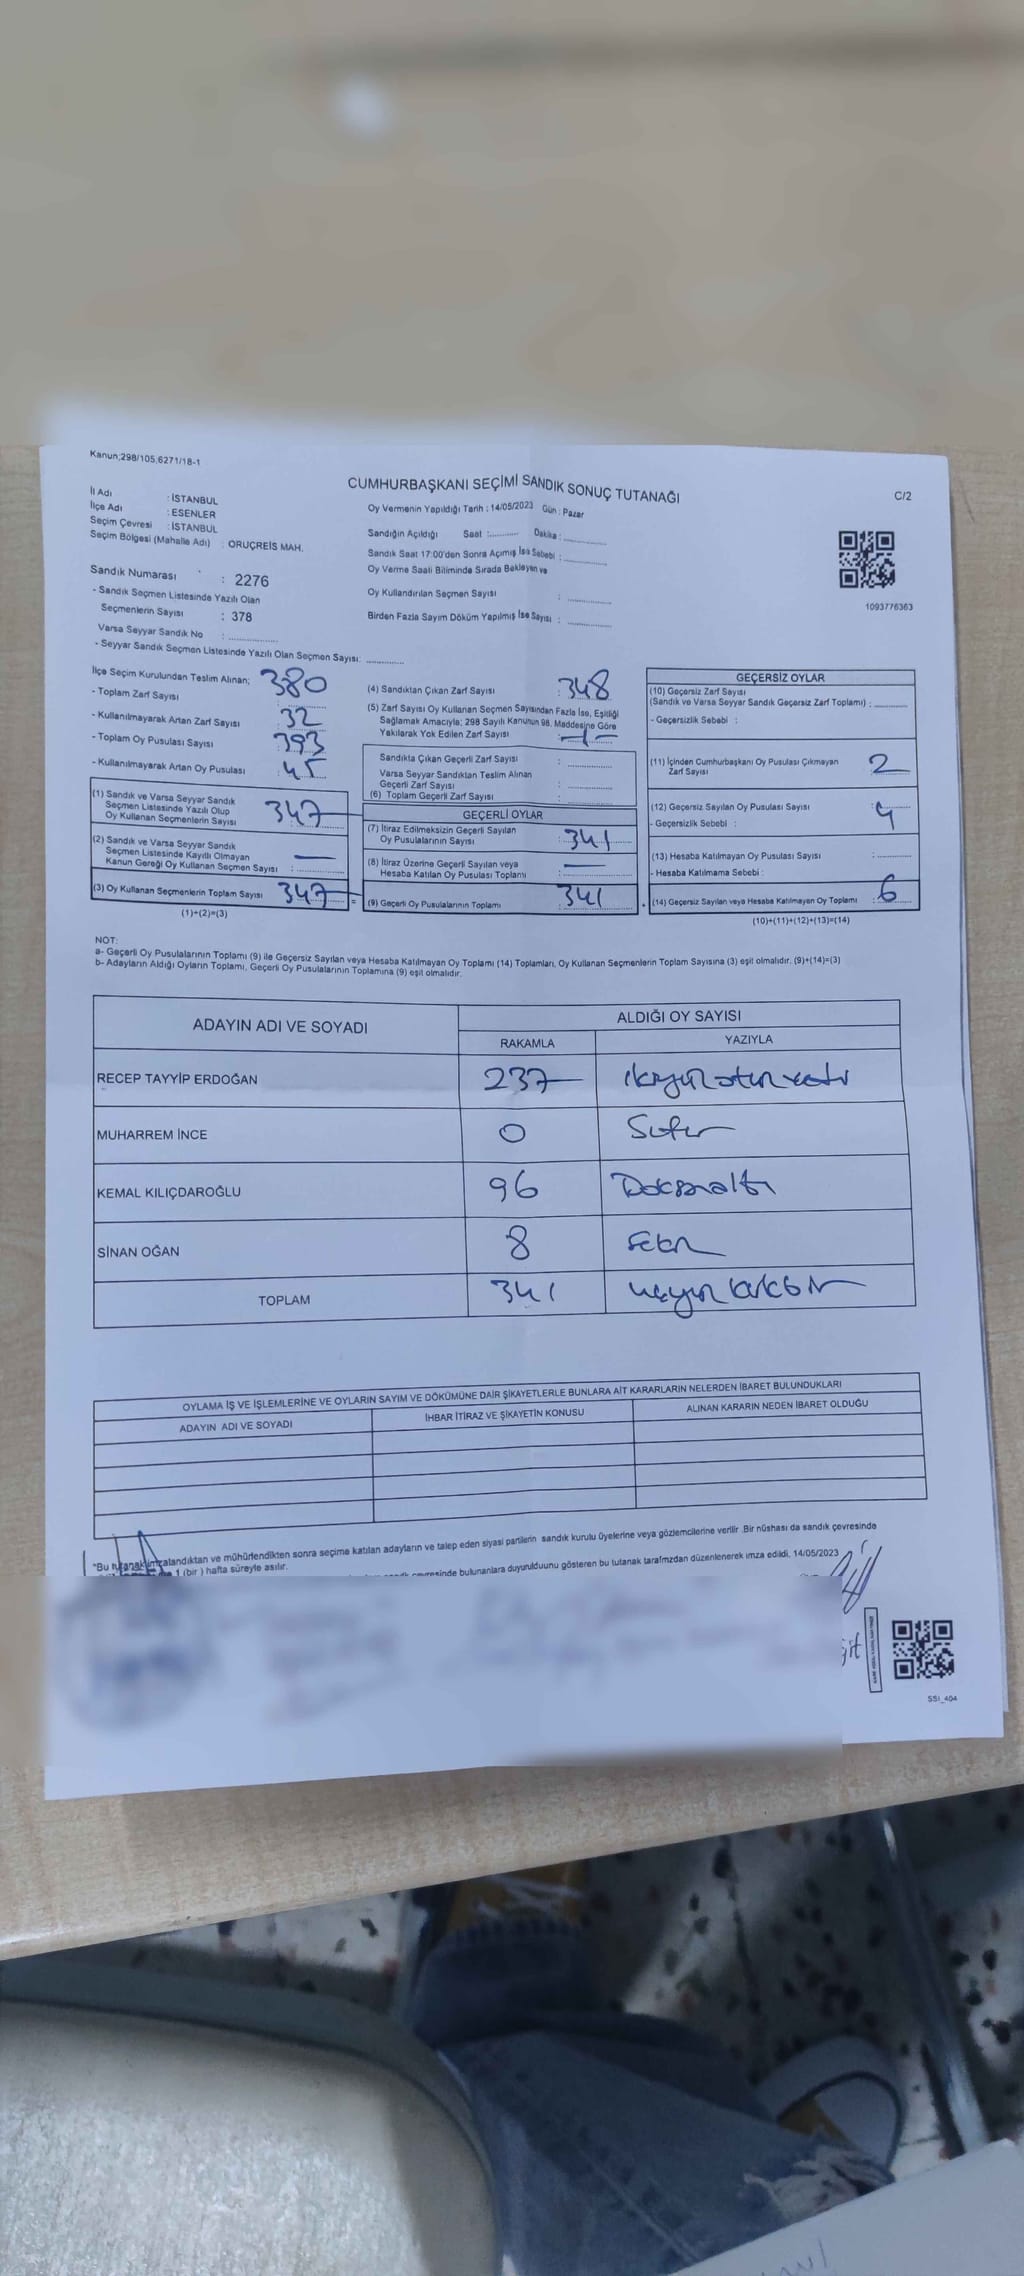 Kanun;298/105,6271/18-1
CUMHURBAŞKANI SEÇİMİ SANDIK SONUÇ TUTANAĞI
C/2
İl Adı : İSTANBUL
İlçe Adı : ESENLER
Seçim Çevresi : İSTANBUL
Seçim Bölgesi (Mahalle Adı) : ORUÇREİS MAH.
Oy Vermenin Yapıldığı Tarih : 14/05/2023 Gün : Pazar
Sandığın Açıldığı Saat :.......... Dakika :..............
Sandık Saat 17:00'den Sonra Açımış İse Sebebi :..............
Oy Verme Saati Bitiminde Sırada Bekleyen ve
Oy Kullandırılan Seçmen Sayısı :..............
Birden Fazla Sayım Döküm Yapılmış İse Sayısı :..............
1093776363
Sandık Numarası : 2276
- Sandık Seçmen Listesinde Yazılı Olan
Seçmenlerin Sayısı : 378
Varsa Seyyar Sandık No :..............
- Seyyar Sandık Seçmen Listesinde Yazılı Olan Seçmen Sayısı: ............
İlçe Seçim Kurulundan Teslim Alınan;
- Toplam Zarf Sayısı : 380
- Kullanılmayarak Artan Zarf Sayısı : 32
- Toplam Oy Pusulası Sayısı : 393
- Kullanılmayarak Artan Oy Pusulası : 45
(1) Sandık ve Varsa Seyyar Sandık
Seçmen Listesinde Yazılı Olup
Oy Kullanan Seçmenlerin Sayısı : 347
(2) Sandık ve Varsa Seyyar Sandık
Seçmen Listesinde Kayıtlı Olmayan
Kanun Gereği Oy Kullanan Seçmen Sayısı : —
(3) Oy Kullanan Seçmenlerin Toplam Sayısı : 347 =
(1)+(2)=(3)
(4) Sandıktan Çıkan Zarf Sayısı : 348
(5) Zarf Sayısı Oy Kullanan Seçmen Sayısından Fazla İse, Eşitliği
Sağlamak Amacıyla; 298 Sayılı Kanunun 98. Maddesine Göre
Yakılarak Yok Edilen Zarf Sayısı : -1-
Sandıkta Çıkan Geçerli Zarf Sayısı :..............
Varsa Seyyar Sandıktan Teslim Alınan
Geçerli Zarf Sayısı :..............
(6) Toplam Geçerli Zarf Sayısı :..............
GEÇERLİ OYLAR
(7) İtiraz Edilmeksizin Geçerli Sayılan
Oy Pusulalarının Sayısı : 341
(8) İtiraz Üzerine Geçerli Sayılan veya
Hesaba Katılan Oy Pusulası Toplamı : —
(9) Geçerli Oy Pusulalarının Toplamı : 341
GEÇERSİZ OYLAR
(10) Geçersiz Zarf Sayısı
(Sandık ve Varsa Seyyar Sandık Geçersiz Zarf Toplamı) :..........
- Geçersizlik Sebebi :
(11) İçinden Cumhurbaşkanı Oy Pusulası Çıkmayan
Zarf Sayısı : 2
(12) Geçersiz Sayılan Oy Pusulası Sayısı : 4
- Geçersizlik Sebebi :
(13) Hesaba Katılmayan Oy Pusulası Sayısı :..........
- Hesaba Katılmama Sebebi :
(14) Geçersiz Sayılan veya Hesaba Katılmayan Oy Toplamı : 6
(10)+(11)+(12)+(13)=(14)
NOT:
a- Geçerli Oy Pusulalarının Toplamı (9) ile Geçersiz Sayılan veya Hesaba Katılmayan Oy Toplamı (14) Toplamları, Oy Kullanan Seçmenlerin Toplam Sayısına (3) eşit olmalıdır. (9)+(14)=(3)
b- Adayların Aldığı Oyların Toplamı, Geçerli Oy Pusulalarının Toplamına (9) eşit olmalıdır.
ADAYIN ADI VE SOYADI
ALDIĞI OY SAYISI
RAKAMLA YAZIYLA
RECEP TAYYİP ERDOĞAN 237 ikiyüzotuzyedi
MUHARREM İNCE 0 Sıfır
KEMAL KILIÇDAROĞLU 96 Doksanaltı
SİNAN OĞAN 8 Sekiz
TOPLAM 341 üçyüz kırkbir
OYLAMA İŞ VE İŞLEMLERİNE VE OYLARIN SAYIM VE DÖKÜMÜNE DAİR ŞİKAYETLERLE BUNLARA AİT KARARLARIN NELERDEN İBARET BULUNDUKLARI
ADAYIN ADI VE SOYADI İHBAR İTİRAZ VE ŞİKAYETİN KONUSU ALINAN KARARIN NEDEN İBARET OLDUĞU
"Bu tutanak imzalandıktan ve mühürlendikten sonra seçime katılan adayların ve talep eden siyasi partilerin sandık kurulu üyelerine veya gözlemcilerine verilir. Bir nüshası da sandık çevresinde
1 (bir) hafta süreyle asılır.
çevresinde bulunanlara duyurulduunu gösteren bu tutanak tarafmzdan düzenlenerek imza edildi. 14/05/2023
SSI_404